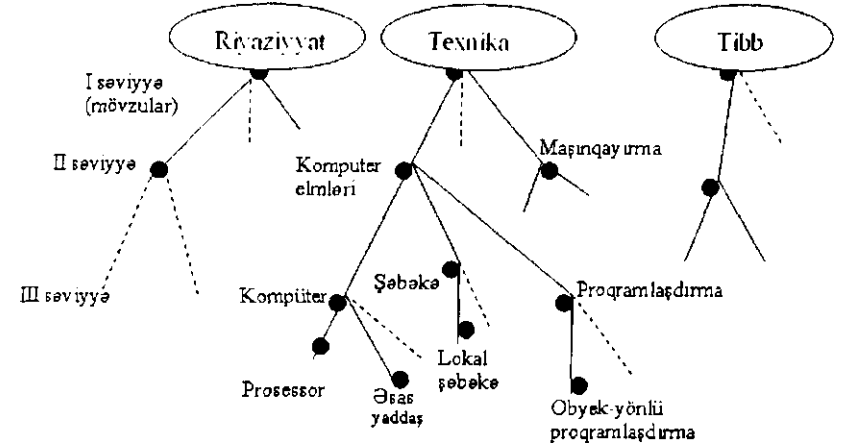 Riyaziyyat
Texnika
Tibb
I səviyyə
(mövzular)
II səviyyə
Komputer
elmləri
Maşınqayırma
III səviyyə
Kompüter
Şəbəkə
Proqramlaşdırma
Prosessor
Əsas
yaddaş
Lokal
şəbəkə
Obyek-yönlü
proqramlaşdırma